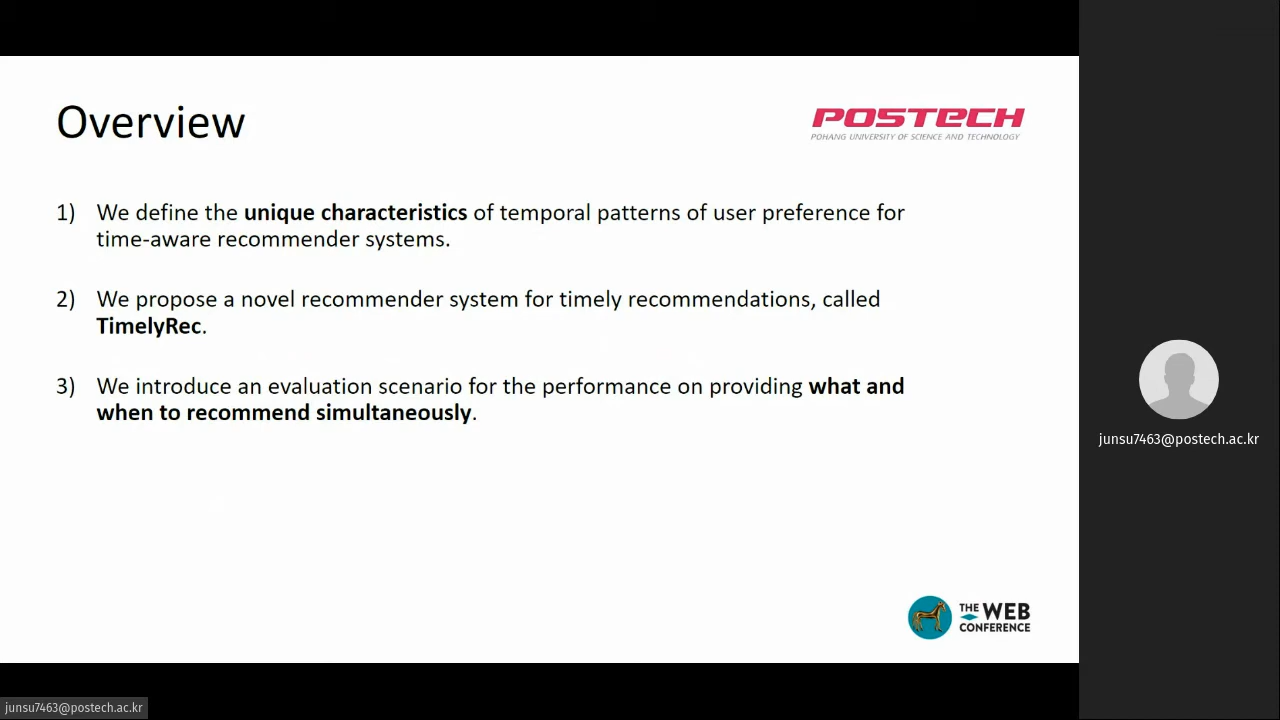 Overview
POSTECH
POHANG UNIVERSITY OF SCIENCE AND TECHNOLOGY
1) We define the unique characteristics of temporal patterns of user preference for
time-aware recommender systems.
2) We propose a novel recommender system for timely recommendations, called
TimelyRec.
3) We introduce an evaluation scenario for the performance on providing what and
when to recommend simultaneously.
junsu7463@postech.ac.kr
THE WEB
CONFERENCE
junsu7463@postech.ac.kr